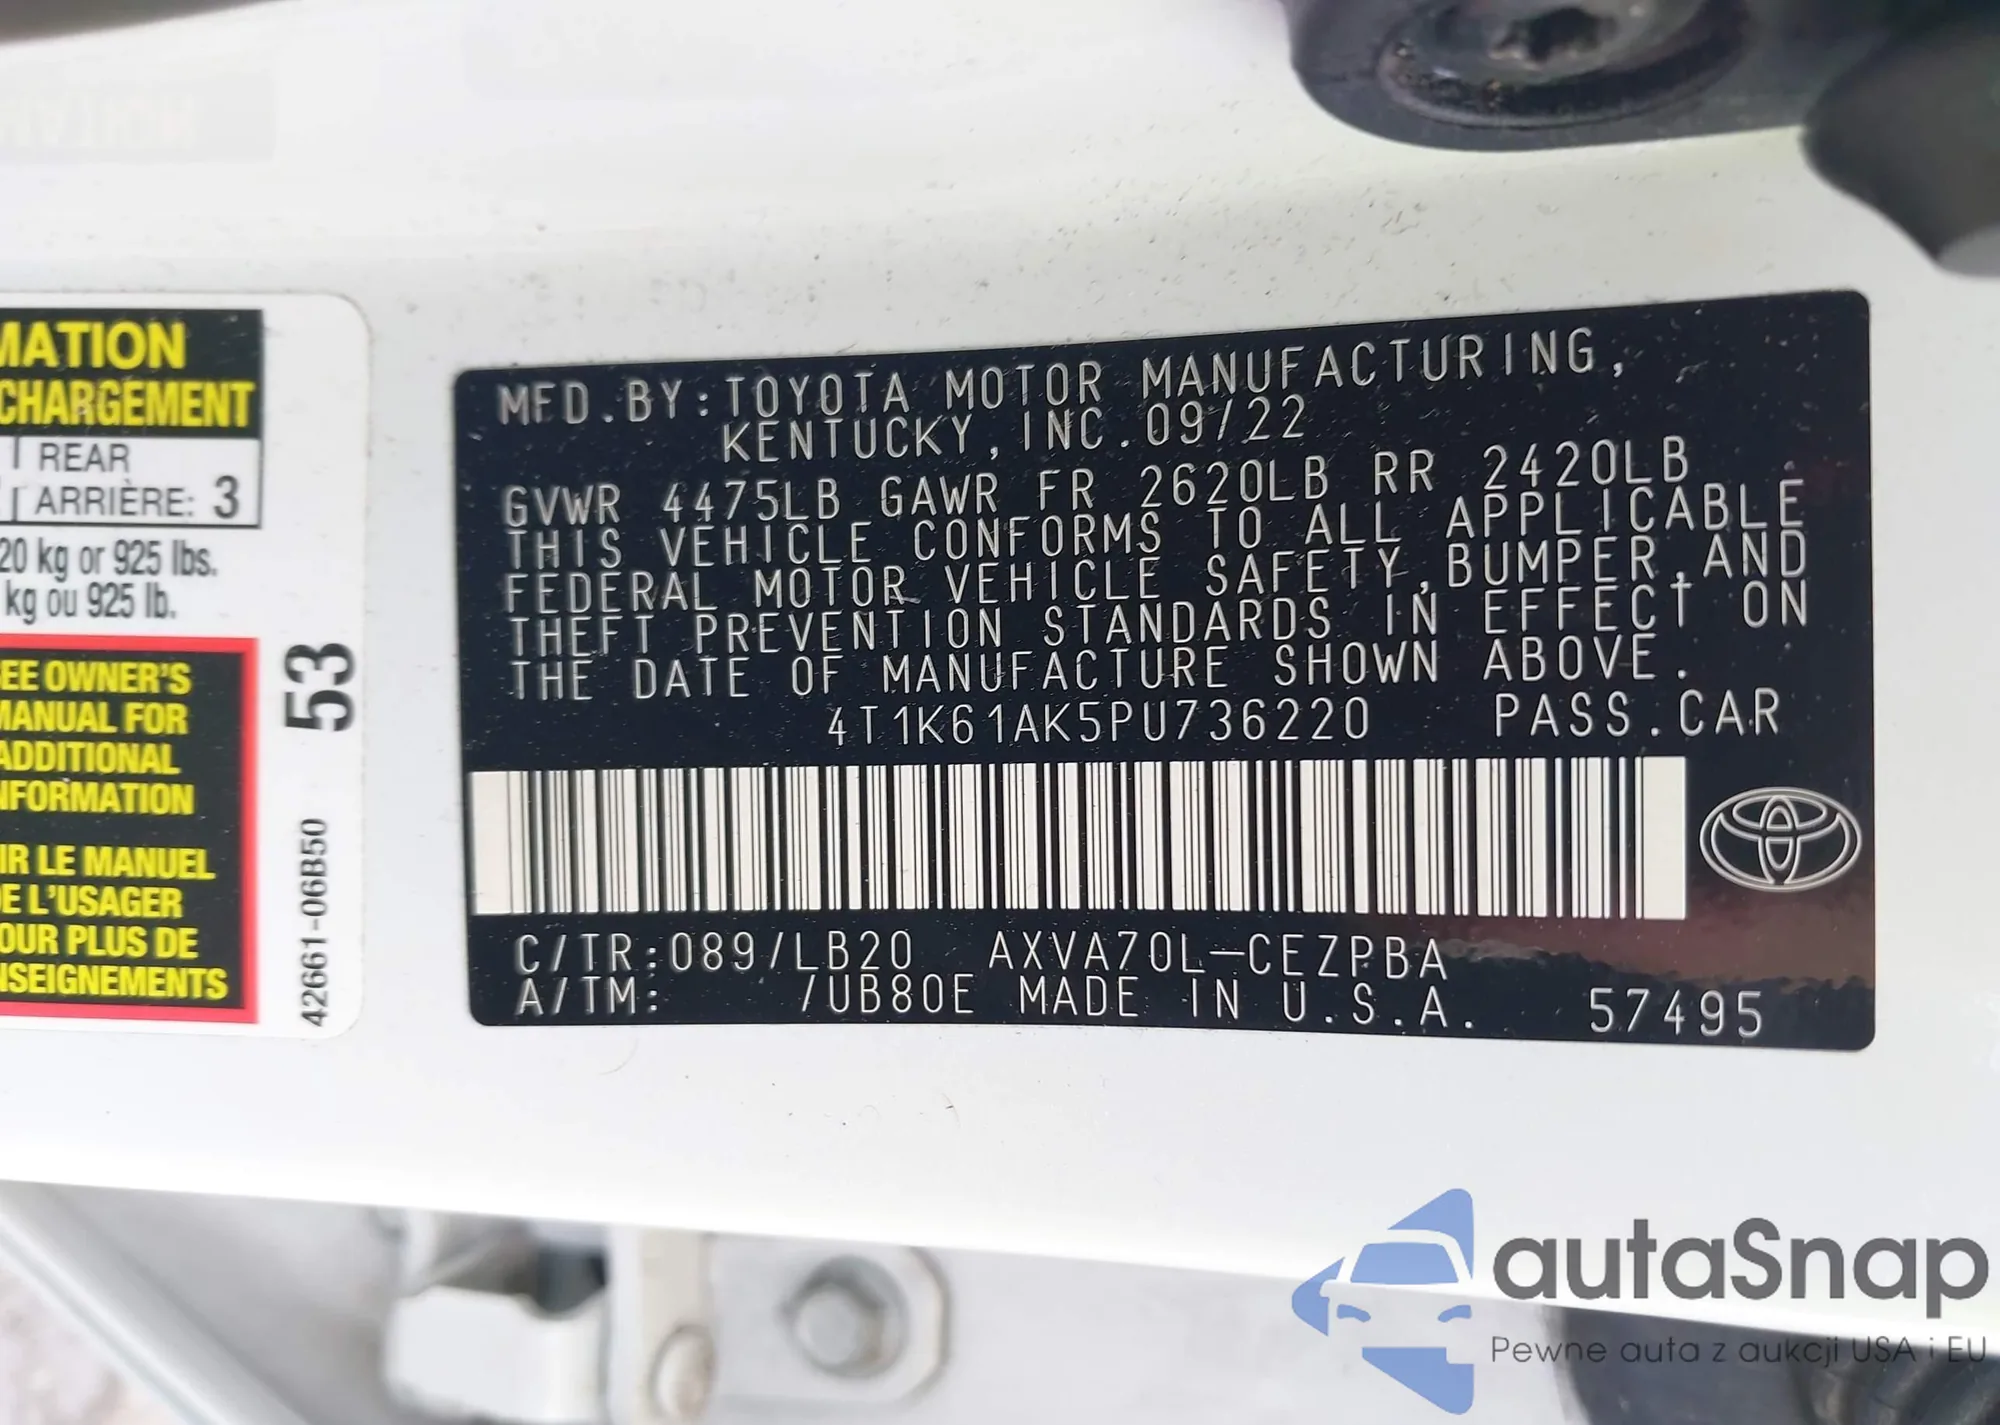 MATION
CHARGEMENT
REAR
ARRIÈRE: 3
20 kg or 925 lbs.
kg ou 925 lb.
EE OWNER'S
MANUAL FOR
ADDITIONAL
NFORMATION
IR LE MANUEL
E L'USAGER
OUR PLUS DE
NSEIGNEMENTS
53
42661-06B50
MFD.BY:TOYOTA MOTOR MANUFACTURING,
KENTUCKY, INC.09/22
GVWR 4475LB GAWR FR 2620LB RR 2420LB
THIS VEHICLE CONFORMS TO ALL APPLICABLE
FEDERAL MOTOR VEHICLE SAFETY,BUMPER,AND
THEFT PREVENTION STANDARDS IN EFFECT ON
THE DATE OF MANUFACTURE SHOWN ABOVE.
4T1K61AK5PU736220 PASS.CAR
C/TR:089/LB20 AXVA70L-CEZPBA
A/TM: /UB80E MADE IN U.S.A. 57495
autaSnap
Pewne auta z aukcji USA i EU